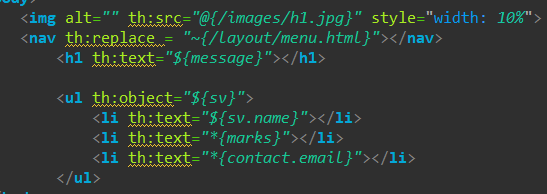 <img alt="" th:src="@{/images/h1.jpg}" style="width: 10%">
<nav th:replace = "~{/layout/menu.html}"></nav>
<h1 th:text="${message}"></h1>
<ul th:object="${sv}">
<li th:text="${sv.name}"></li>
<li th:text="*{marks}"></li>
<li th:text="*{contact.email}"></li>
</ul>